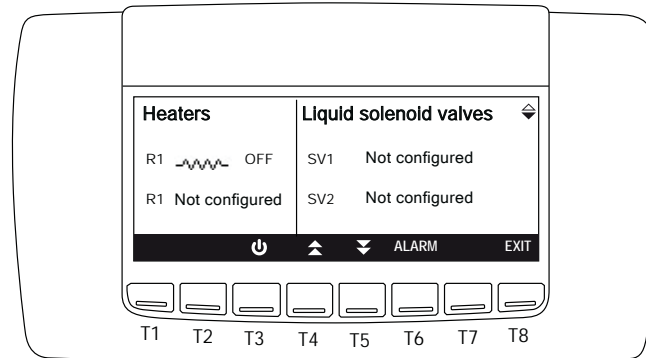 Heaters
R1 OFF
R1 Not configured
Liquid solenoid valves
SV1 Not configured
SV2 Not configured
ALARM EXIT
T1 T2 T3 T4 T5 T6 T7 T8